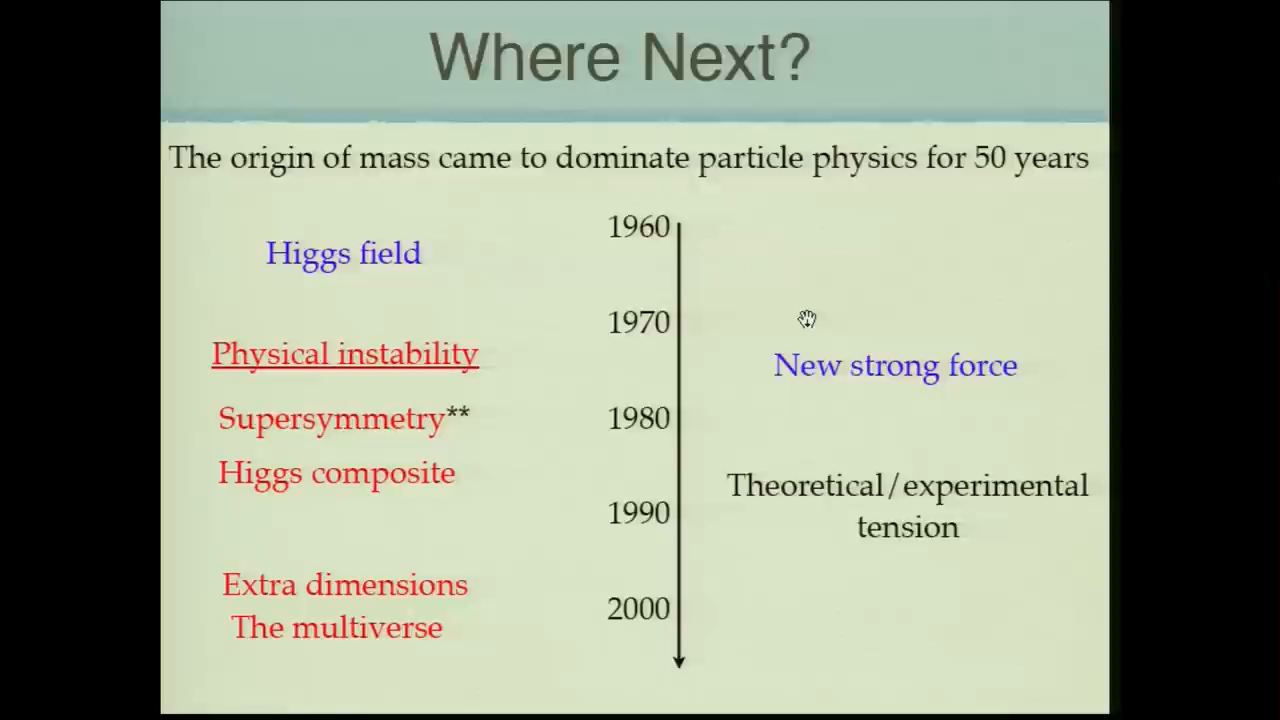 Where Next?
The origin of mass came to dominate particle physics for 50 years
1960
Higgs field
1970
Physical instability
New strong force
Supersymmetry**
1980
Higgs composite
Theoretical/experimental
1990
tension
Extra dimensions
2000
The multiverse